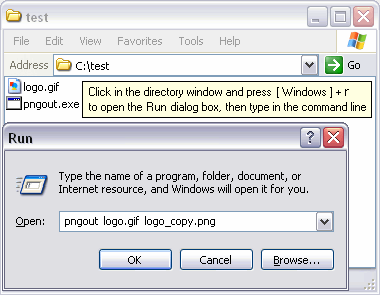 test
File Edit View Favorites Tools Help
Address C:\test Go
logo.gif
pngout.exe
Click in the directory window and press [ Windows ] + r
to open the Run dialog box, then type in the command line
Run
Type the name of a program, folder, document, or
Internet resource, and Windows will open it for you.
Open: pngout logo.gif logo_copy.png
OK Cancel Browse...